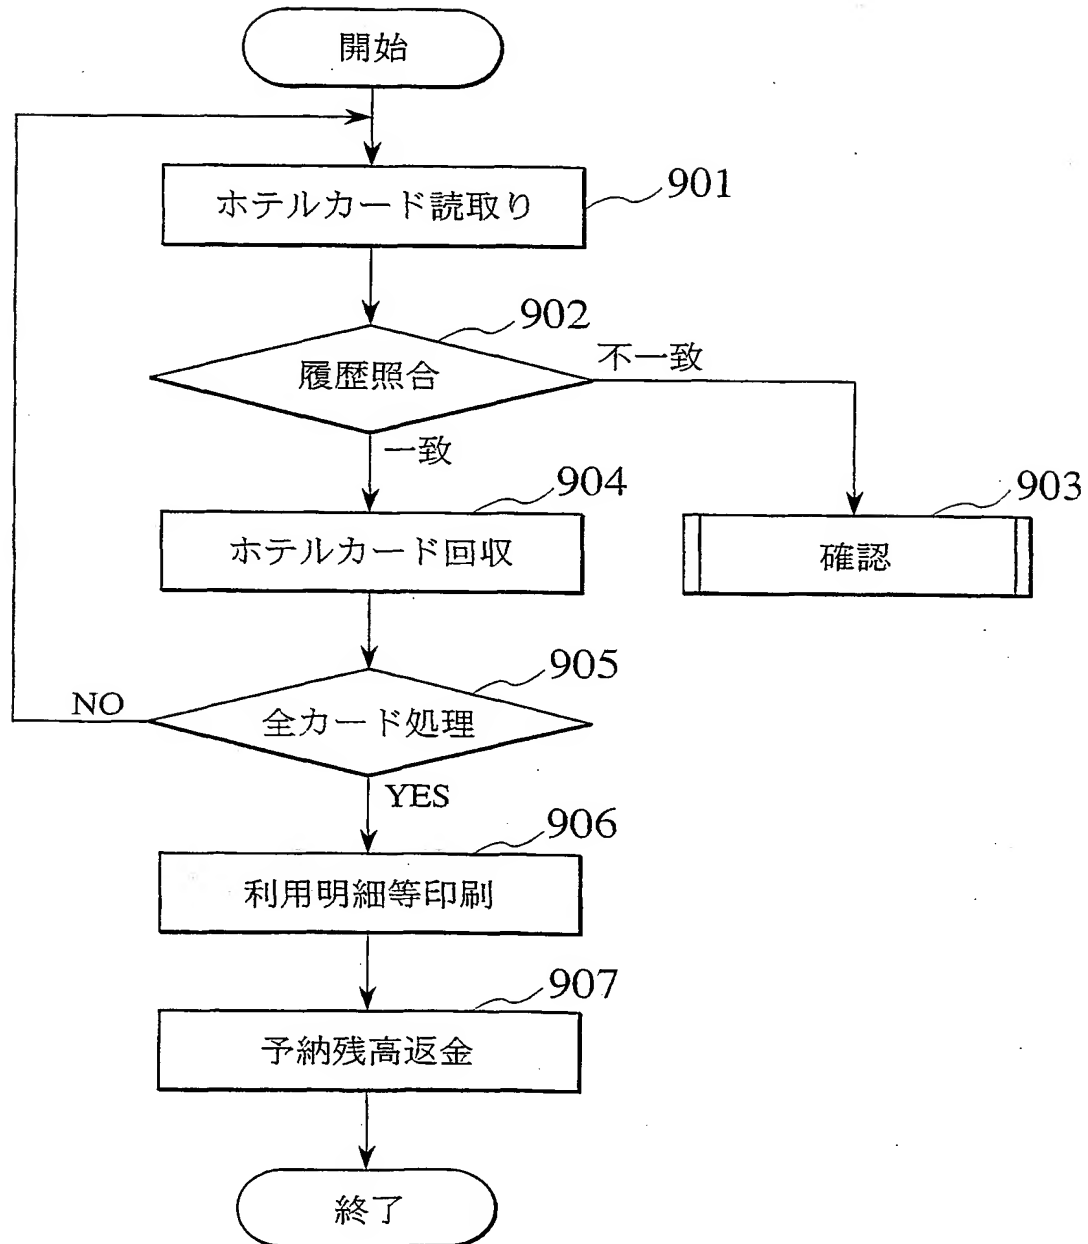 開始
ホテルカード読取り
901
履歴照合
902
不一致
一致
ホテルカード回収
904
確認
903
全カード処理
905
NO
YES
利用明細等印刷
906
予納残高返金
907
終了